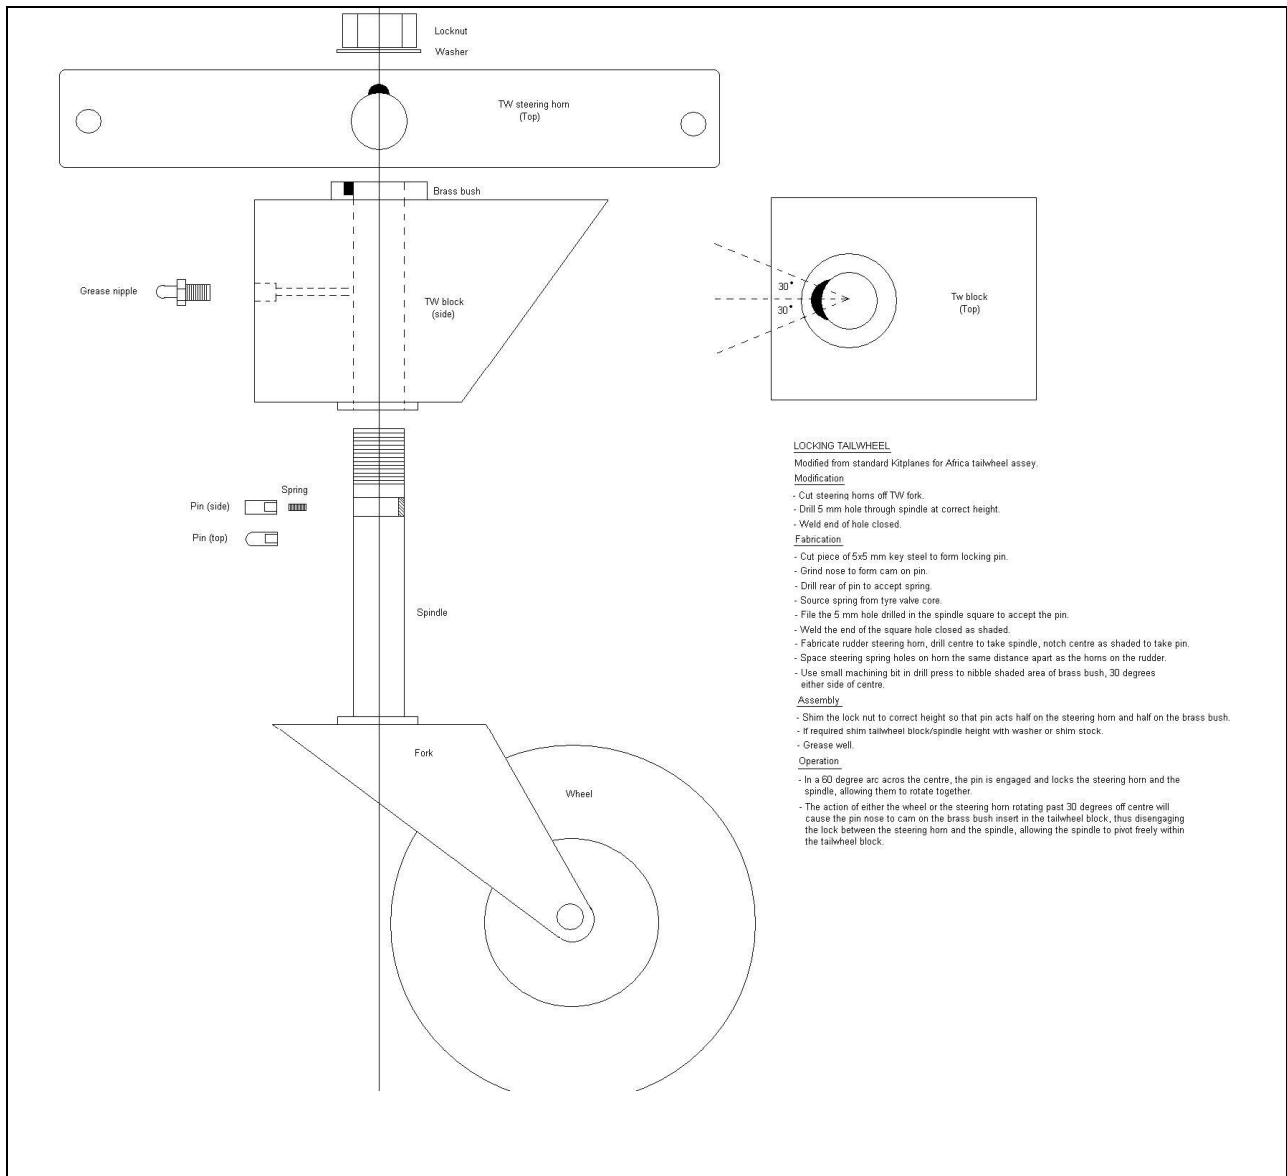 Locknut
Washer
TW steering horn
(Top)
Brass bush
Grease nipple
TW block
(side)
30°
30°
Tw block
(Top)
Spring
Pin (side)
Pin (top)
Spindle
Fork
Wheel
LOCKING TAILWHEEL
Modified from standard Kitplanes for Africa tailwheel assey.
Modification
- Cut steering horns off TW fork.
- Drill 5 mm hole through spindle at correct height.
- Weld end of hole closed.
Fabrication
- Cut piece of 5x5 mm key steel to form locking pin.
- Grind nose to form cam on pin.
- Drill rear of pin to accept spring.
- Source spring from tyre valve core.
- File the 5 mm hole drilled in the spindle square to accept the pin.
- Weld the end of the square hole closed as shaded.
- Fabricate rudder steering horn, drill centre to take spindle, notch centre as shaded to take pin.
- Space steering spring holes on horn the same distance apart as the horns on the rudder.
- Use small machining bit in drill press to nibble shaded area of brass bush, 30 degrees
either side of centre.
Assembly
- Shim the lock nut to correct height so that pin acts half on the steering horn and half on the brass bush.
- If required shim tailwheel block/spindle height with washer or shim stock.
- Grease well.
Operation
- In a 60 degree arc acros the centre, the pin is engaged and locks the steering horn and the
spindle, allowing them to rotate together.
- The action of either the wheel or the steering horn rotating past 30 degrees off centre will
cause the pin nose to cam on the brass bush insert in the tailwheel block, thus disengaging
the lock between the steering horn and the spindle, allowing the spindle to pivot freely within
the tailwheel block.